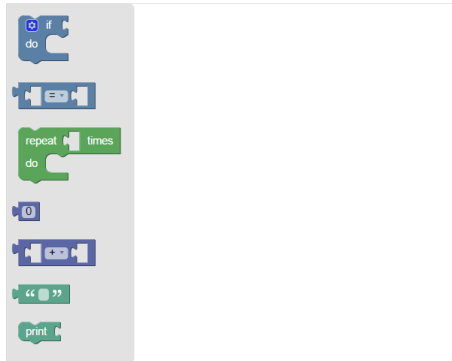 if
do
=
repeat times
do
0
+
“ ”
print